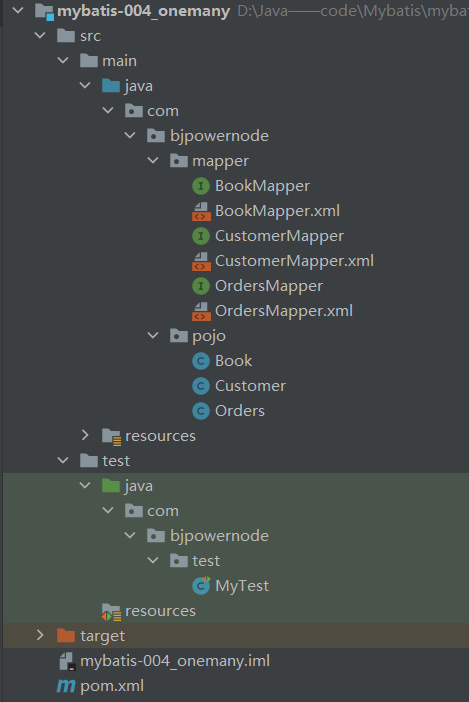 mybatis-004_onemany D:\Java——code\Mybatis\myba
src
main
java
com
bjpowernode
mapper
BookMapper
BookMapper.xml
CustomerMapper
CustomerMapper.xml
OrdersMapper
OrdersMapper.xml
pojo
Book
Customer
Orders
resources
test
java
com
bjpowernode
test
MyTest
resources
target
mybatis-004_onemany.iml
pom.xml